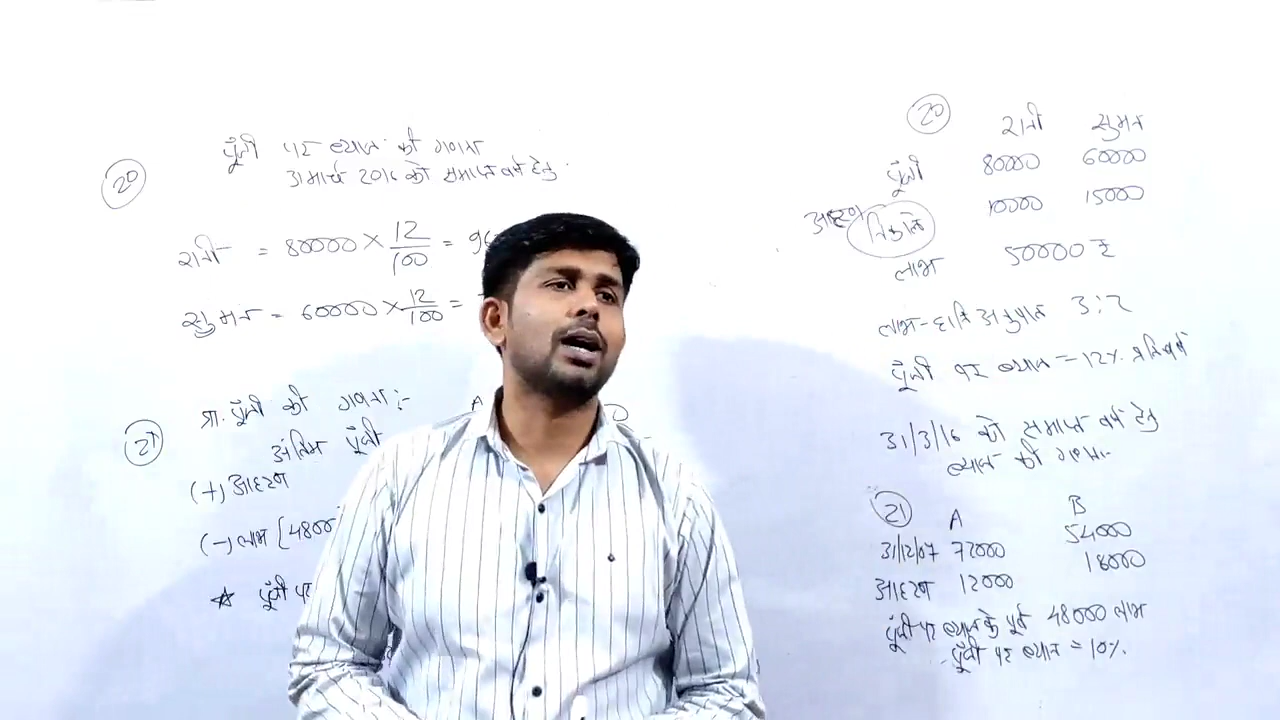 20
पूँजी पर ब्याज की गणना
31 मार्च 2016 को समाप्त वर्ष हेतु
रानी = 80000 × 12/100 = 96
सुमन = 60000 × 12/100 =
21
प्रा. पूँजी की गणना :-
A
अंतिम पूँजी
(+) आहरण
(-) लाभ [4800
☆ पूँजी पर
20
रानी सुमन
पूँजी 80000 60000
आहरण निकाले 10000 15000
लाभ 50000 ₹
लाभ-हानि अनुपात 3:2
पूँजी पर ब्याज = 12% प्रतिवर्ष
31/3/16 को समाप्त वर्ष हेतु
ब्याज की गणना
21
A B
31/12/07 72000 54000
आहरण 12000 18000
पूँजी पर ब्याज के पूर्व 48000 लाभ
पूँजी पर ब्याज = 10%.